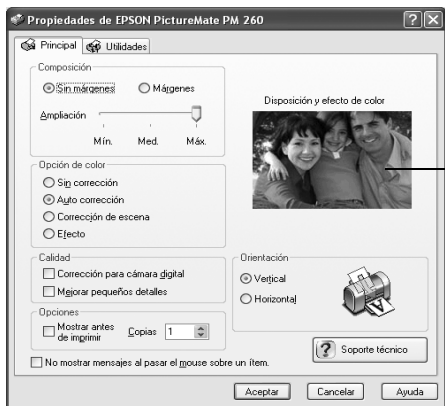 Propiedades de EPSON PictureMate PM 260
Principal Utilidades
Composición
Sin márgenes Márgenes
Ampliación
Mín. Med. Máx.
Opción de color
Sin corrección
Auto corrección
Corrección de escena
Efecto
Calidad
Corrección para cámara digital
Mejorar pequeños detalles
Opciones
Mostrar antes de imprimir Copias 1
No mostrar mensajes al pasar el mouse sobre un ítem.
Disposición y efecto de color
Orientación
Vertical
Horizontal
Soporte técnico
Aceptar Cancelar Ayuda